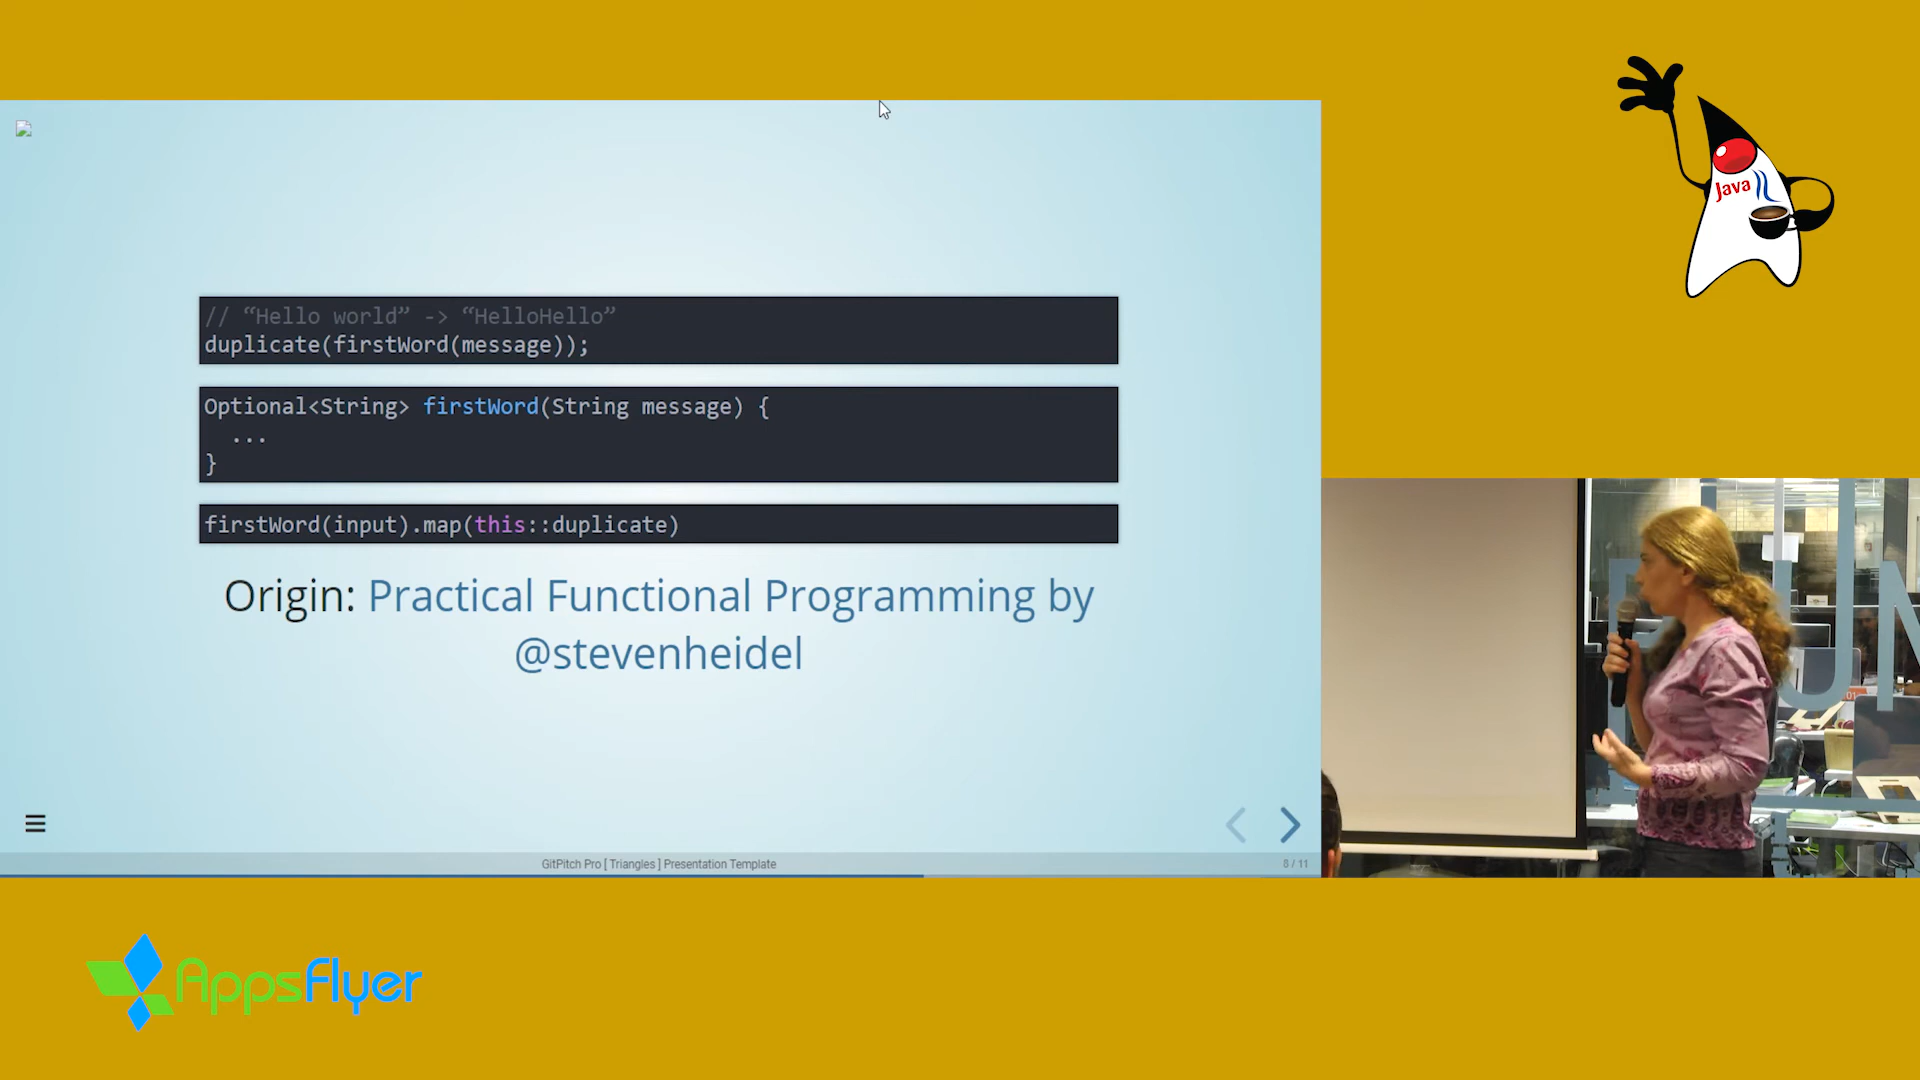 // “Hello world” -> “HelloHello”
duplicate(firstWord(message));
Optional<String> firstWord(String message) {
...
}
firstWord(input).map(this::duplicate)
Origin: Practical Functional Programming by
@stevenheidel
GitPitch Pro [ Triangles ] Presentation Template
8 / 11
Java
UN
AppsFlyer